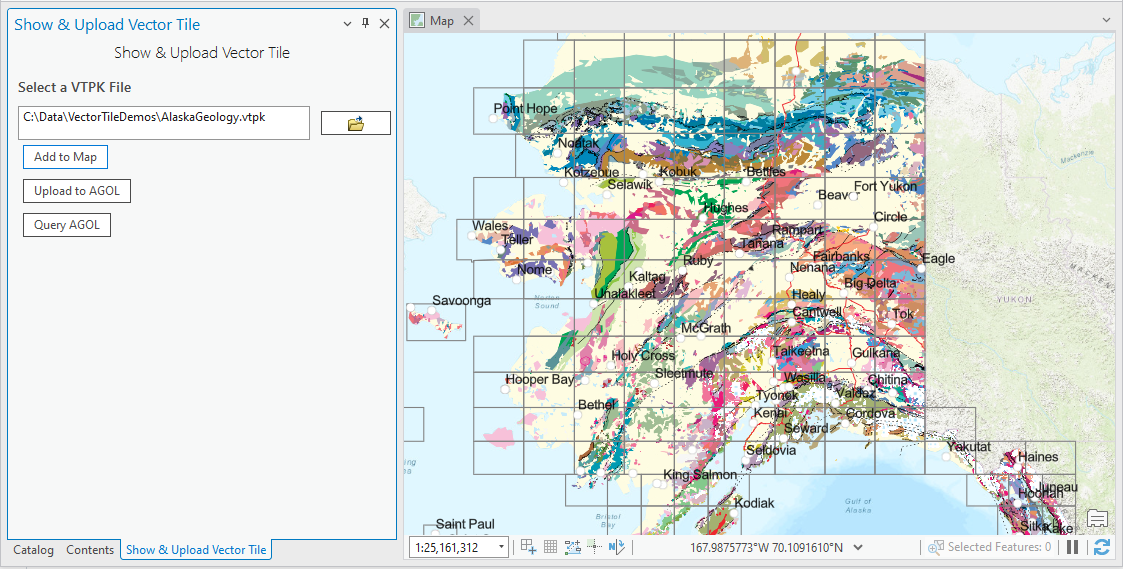 Show & Upload Vector Tile
Show & Upload Vector Tile
Select a VTPK File
C:\Data\VectorTileDemos\AlaskaGeology.vtpk
Add to Map
Upload to AGOL
Query AGOL
Catalog Contents Show & Upload Vector Tile
Map
Point Hope
Noatak
Kotzebue
Kobuk
Bettles
Selawik
Fort Yukon
Beaver
Hughes
Circle
Wales
Rampart
Teller
Tanana
Fairbanks
Eagle
Ruby
Nenana
Nome
Kaltag
Big Delta
Unalakleet
Healy
Norton
Sound
Savoonga
Cantwell
Tok
YUKON
Mackenzie
McGrath
Talkeetna
Gulkana
Holy Cross
Sleetmute
Wasilla
Chitina
Hooper Bay
Tyonek
Valdez
Bethel
Kenai
Cordova
Seward
Seldovia
Yakutat
Haines
King Salmon
Juneau
Hoonah
Kodiak
Gulf of
Alaska
Bristol
Bay
Saint Paul
Sitka
Kake
1:25,161,312
167.9875773°W 70.1091610°N
Selected Features: 0